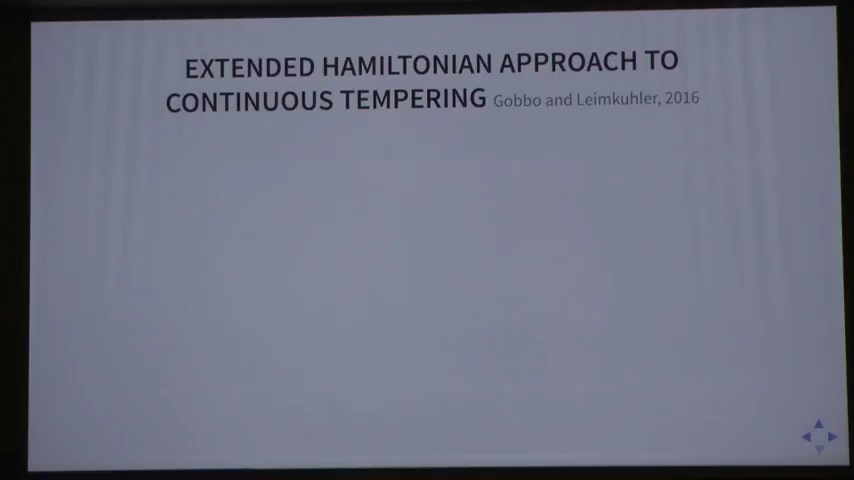 EXTENDED HAMILTONIAN APPROACH TO
CONTINUOUS TEMPERING Gobbo and Leimkuhler, 2016